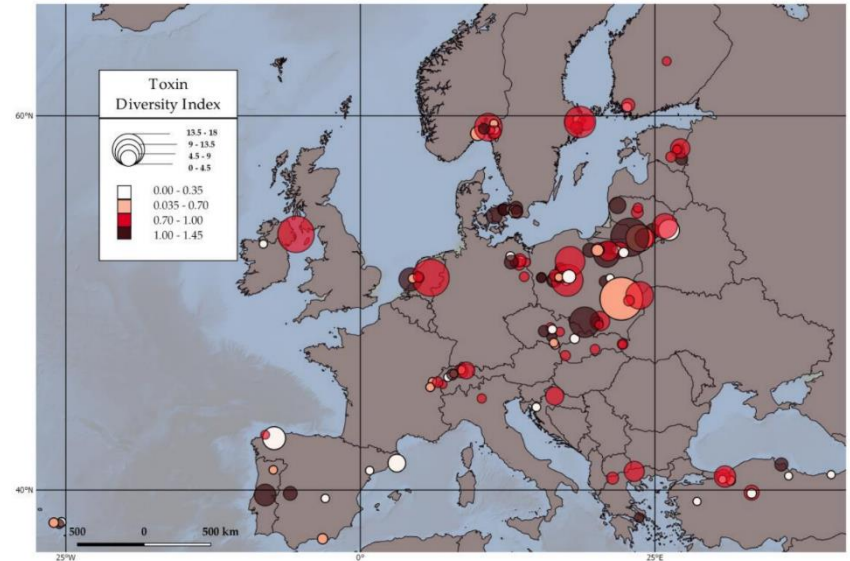 Toxin
Diversity Index
13.5 - 18
9 - 13.5
4.5 - 9
0 - 4.5
0.00 - 0.35
0.035 - 0.70
0.70 - 1.00
1.00 - 1.45
60°N
40°N
40°N
500 0 500 km
25°W 0° 25°E